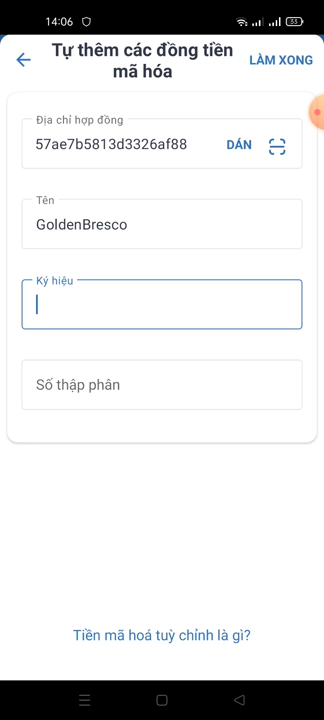 14:06
53
Tự thêm các đồng tiền
mã hóa
LÀM XONG
Địa chỉ hợp đồng
57ae7b5813d3326af88
DÁN
Tên
GoldenBresco
Ký hiệu
Số thập phân
Tiền mã hoá tuỳ chỉnh là gì?